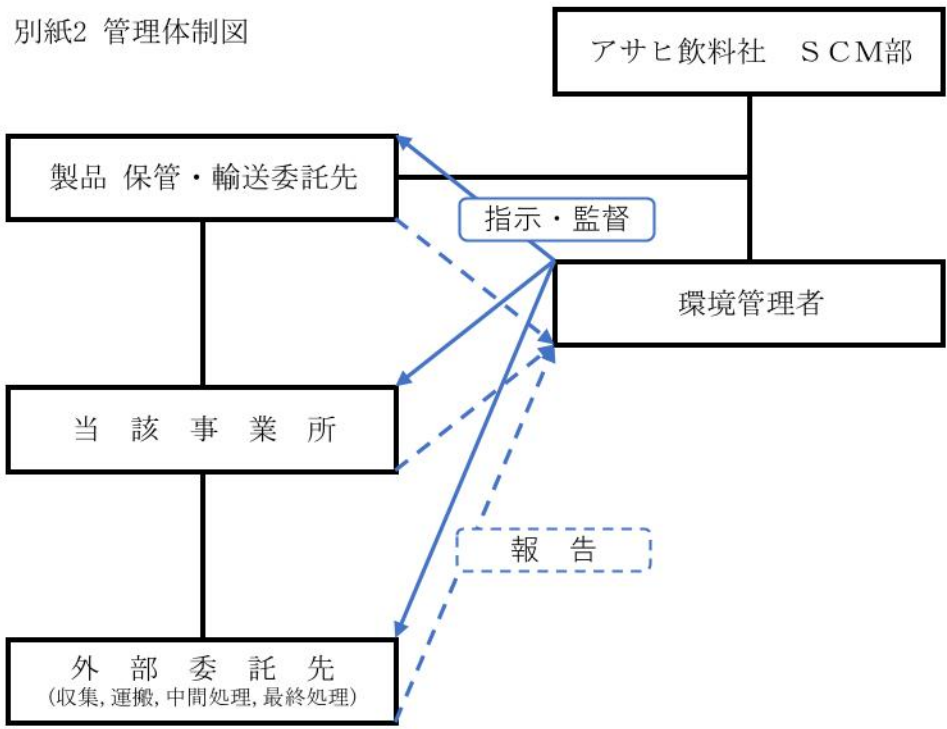 別紙2 管理体制図
アサヒ飲料社　ＳＣＭ部
製品 保管・輸送委託先
指示・監督
環境管理者
当　該　事　業　所
報　告
外　部　委　託　先
(収集, 運搬, 中間処理, 最終処理)